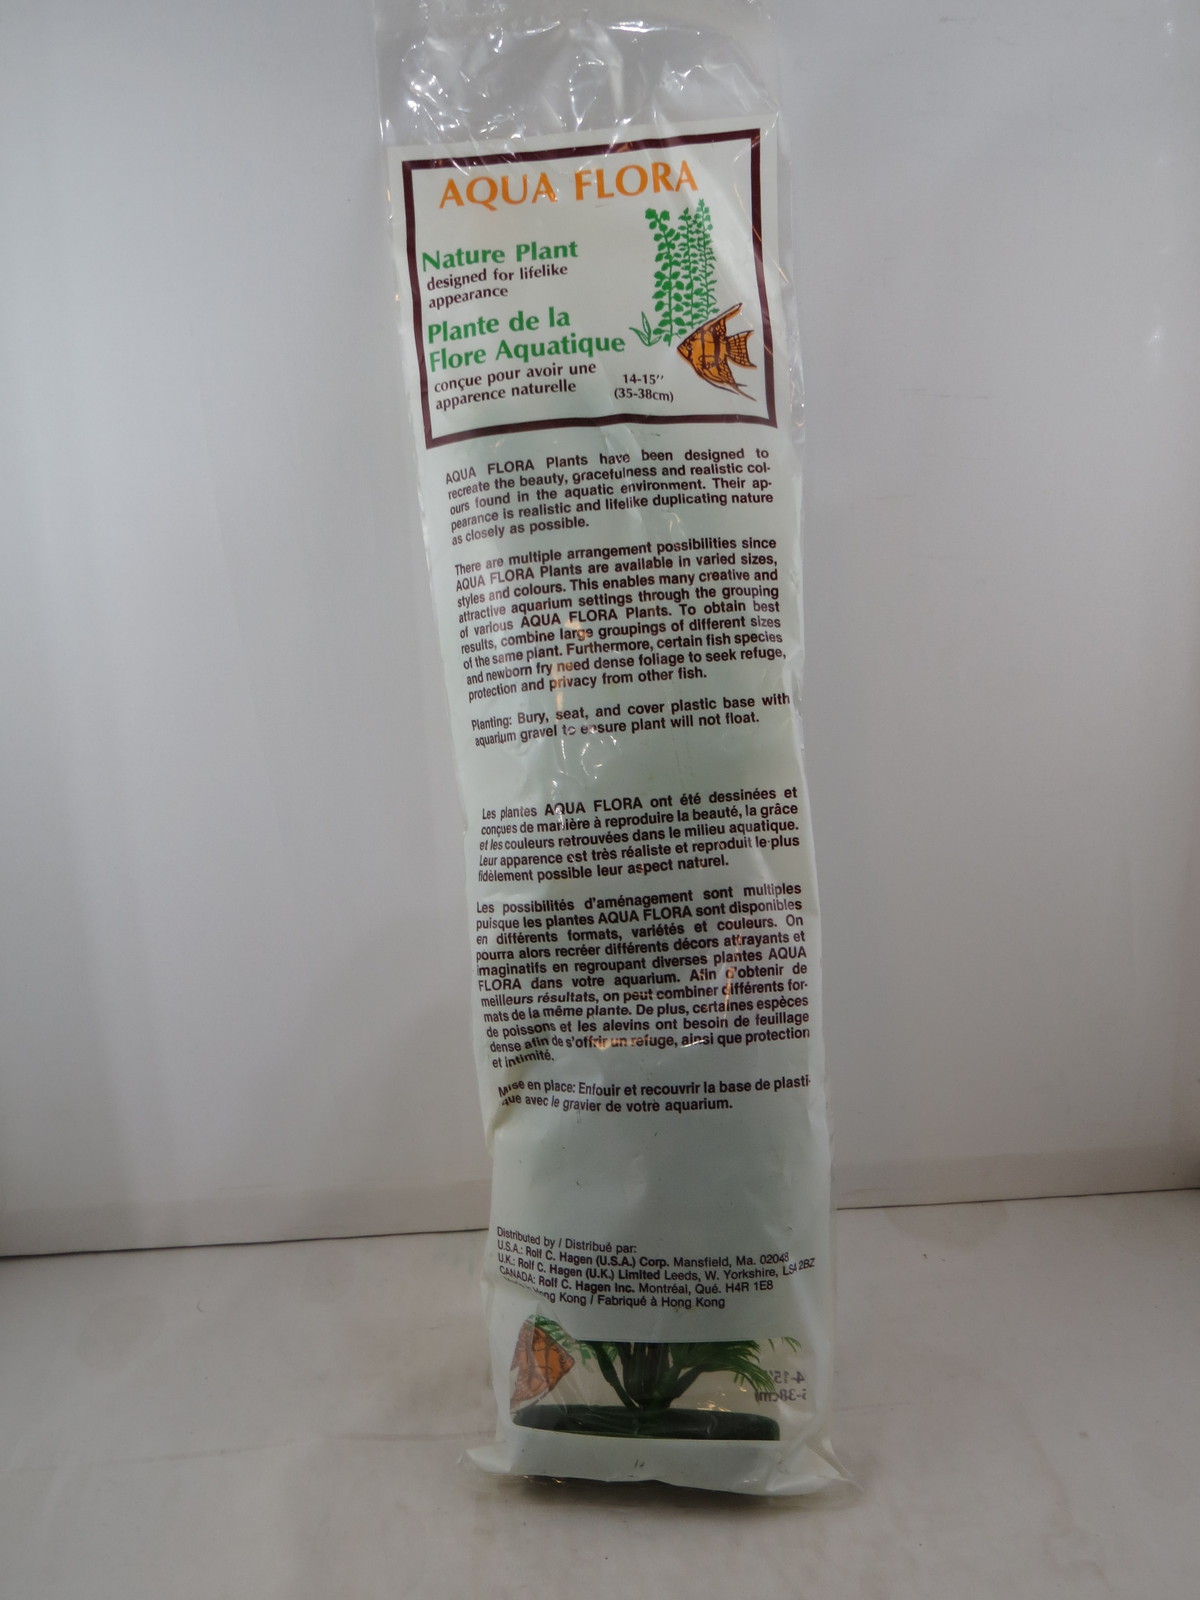 AQUA FLORA
Nature Plant
designed for lifelike
appearance
Plante de la
Flore Aquatique
conçue pour avoir une
apparence naturelle
14-15''
(35-38cm)
AQUA FLORA Plants have been designed to
recreate the beauty, gracefulness and realistic col-
ours found in the aquatic environment. Their ap-
pearance is realistic and lifelike duplicating nature
as closely as possible.
There are multiple arrangement possibilities since
AQUA FLORA Plants are available in varied sizes,
styles and colours. This enables many creative and
attractive aquarium settings through the grouping
of various AQUA FLORA Plants. To obtain best
results, combine large groupings of different sizes
of the same plant. Furthermore, certain fish species
and newborn fry need dense foliage to seek refuge,
protection and privacy from other fish.
Planting: Bury, seat, and cover plastic base with
aquarium gravel to ensure plant will not float.
Les plantes AQUA FLORA ont été dessinées et
conçues de manière à reproduire la beauté, la grâce
et les couleurs retrouvées dans le milieu aquatique.
Leur apparence est très réaliste et reproduit le plus
fidèlement possible leur aspect naturel.
Les possibilités d'aménagement sont multiples
puisque les plantes AQUA FLORA sont disponibles
en différents formats, variétés et couleurs. On
pourra alors recréer différents décors attrayants et
imaginatifs en regroupant diverses plantes AQUA
FLORA dans votre aquarium. Afin d'obtenir de
meilleurs résultats, on peut combiner différents for-
mats de la même plante. De plus, certaines espèces
de poissons et les alevins ont besoin de feuillage
dense afin de s'offrir un refuge, ainsi que protection
et intimité.
Mise en place: Enfouir et recouvrir la base de plasti-
que avec le gravier de votre aquarium.
Distributed by / Distribué par:
U.S.A.: Rolf C. Hagen (U.S.A.) Corp. Mansfield, Ma. 02048
U.K.: Rolf C. Hagen (U.K.) Limited Leeds, W. Yorkshire, LS4 2BZ
CANADA: Rolf C. Hagen Inc. Montréal, Qué. H4R 1E8
Hong Kong / Fabriqué à Hong Kong
4-15''
5-38cm)